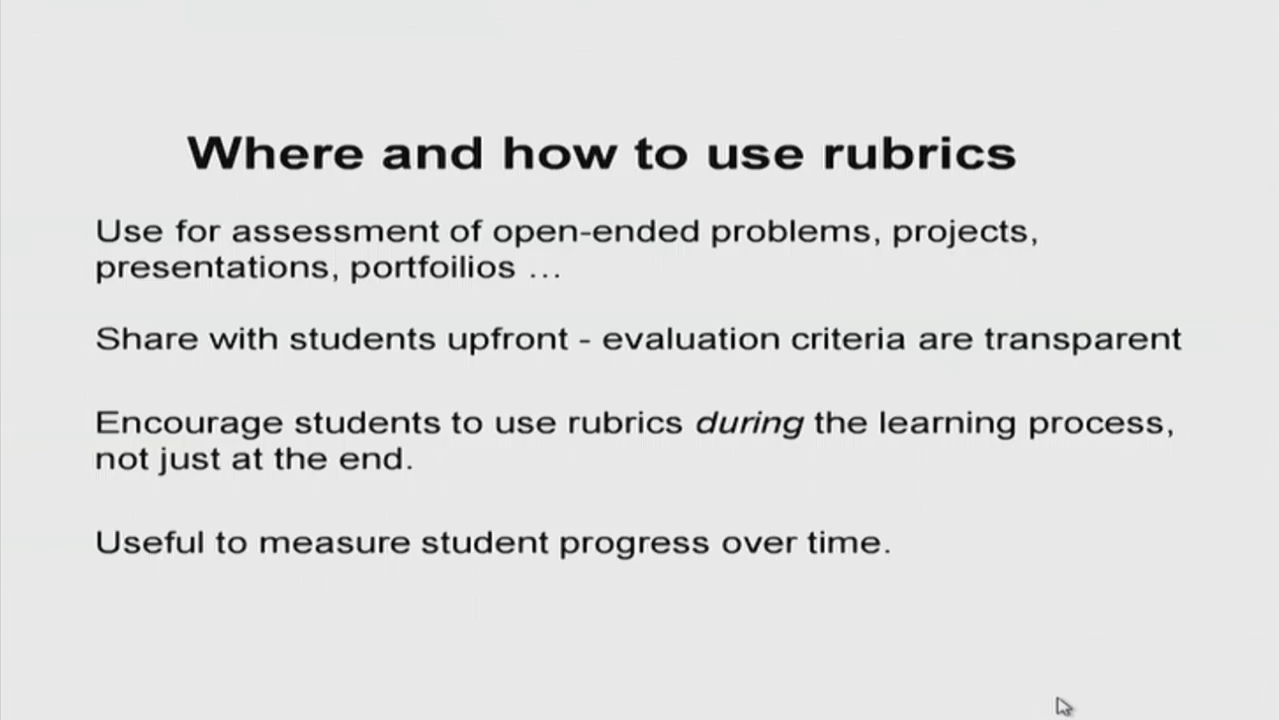 Where and how to use rubrics
Use for assessment of open-ended problems, projects,
presentations, portfoilios ...
Share with students upfront - evaluation criteria are transparent
Encourage students to use rubrics during the learning process,
not just at the end.
Useful to measure student progress over time.